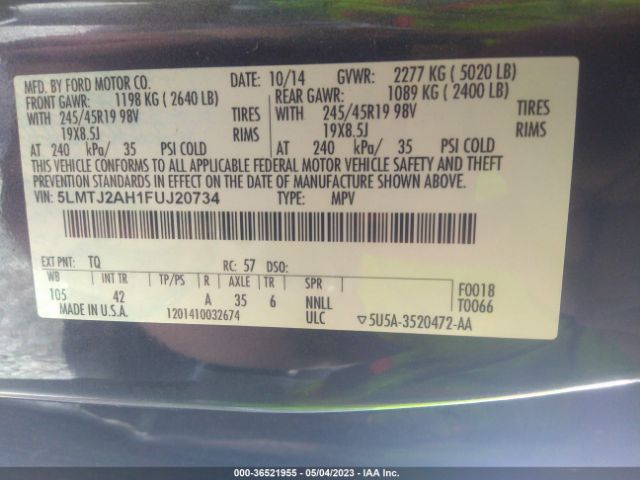 MFD. BY FORD MOTOR CO. DATE: 10/14 GVWR: 2277 KG ( 5020 LB)
FRONT GAWR: 1198 KG ( 2640 LB) REAR GAWR: 1089 KG ( 2400 LB)
WITH 245/45R19 98V TIRES WITH 245/45R19 98V TIRES
19X8.5J RIMS 19X8.5J RIMS
AT 240 kPa/ 35 PSI COLD AT 240 kPa/ 35 PSI COLD
THIS VEHICLE CONFORMS TO ALL APPLICABLE FEDERAL MOTOR VEHICLE SAFETY AND THEFT
PREVENTION STANDARDS IN EFFECT ON THE DATE OF MANUFACTURE SHOWN ABOVE.
VIN: 5LMTJ2AH1FUJ20734 TYPE: MPV
EXT PNT: TQ RC: 57 DSO:
WB INT TR TP/PS R AXLE TR SPR F0018
105 42 A 35 6 NNLL T0066
MADE IN U.S.A. 1201410032674 ULC ▽5U5A-3520472-AA
000-36521955 - 05/04/2023 - IAA Inc.